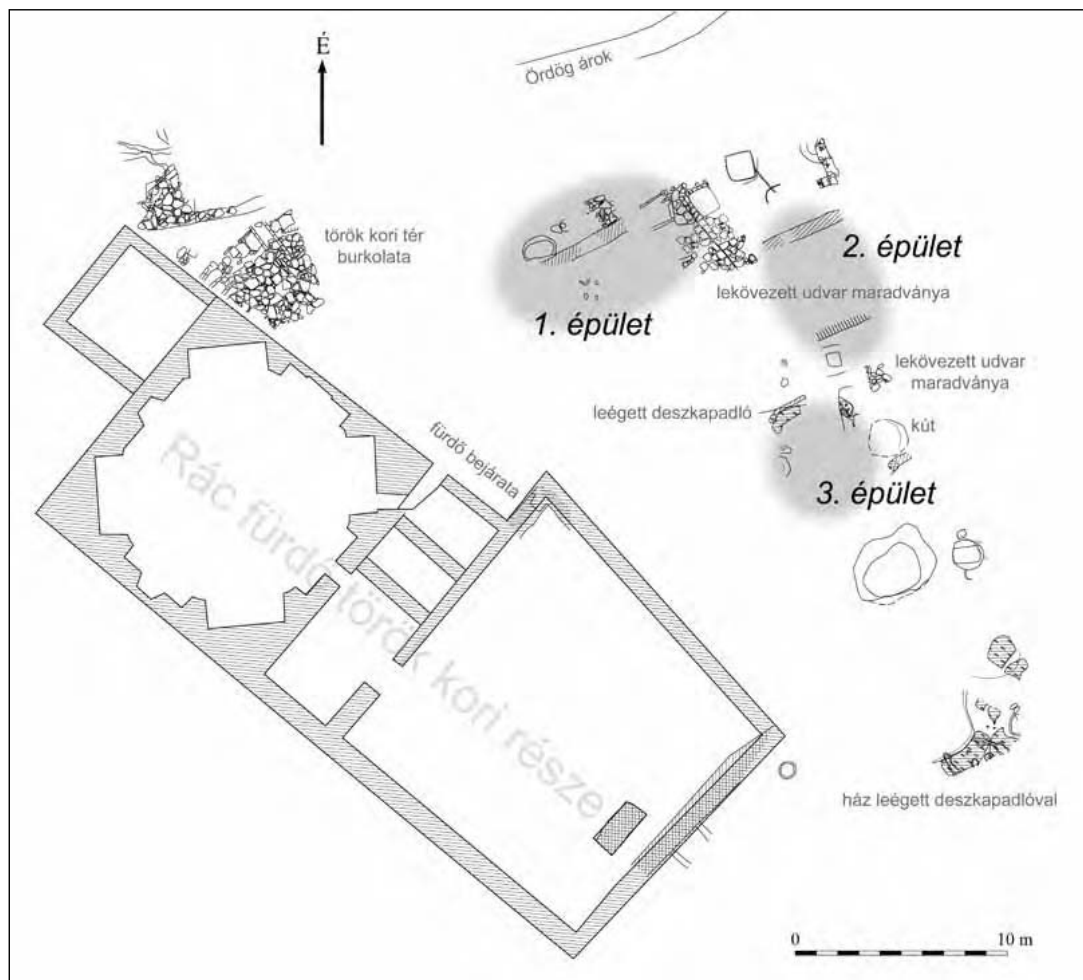 É
Ördög árok
török kori tér
burkolata
2. épület
lekövezett udvar maradványa
1. épület
lekövezett udvar
maradványa
leégett deszkapadló
kút
fürdő bejárata
3. épület
Rác fürdő török kori része
ház leégett deszkapadlóval
0 10 m